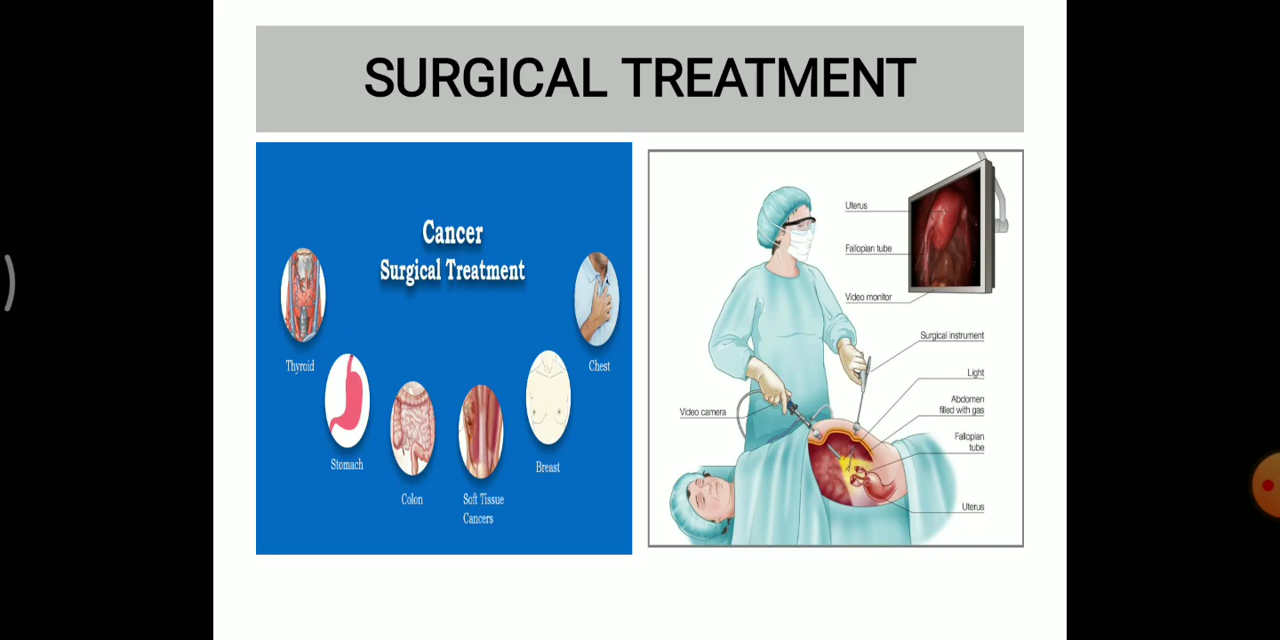 SURGICAL TREATMENT
Cancer
Surgical Treatment
Thyroid
Stomach
Colon
Soft Tissue
Cancers
Breast
Chest
Uterus
Fallopian tube
Video monitor
Surgical instrument
Light
Abdomen
filled with gas
Video camera
Fallopian
tube
Uterus